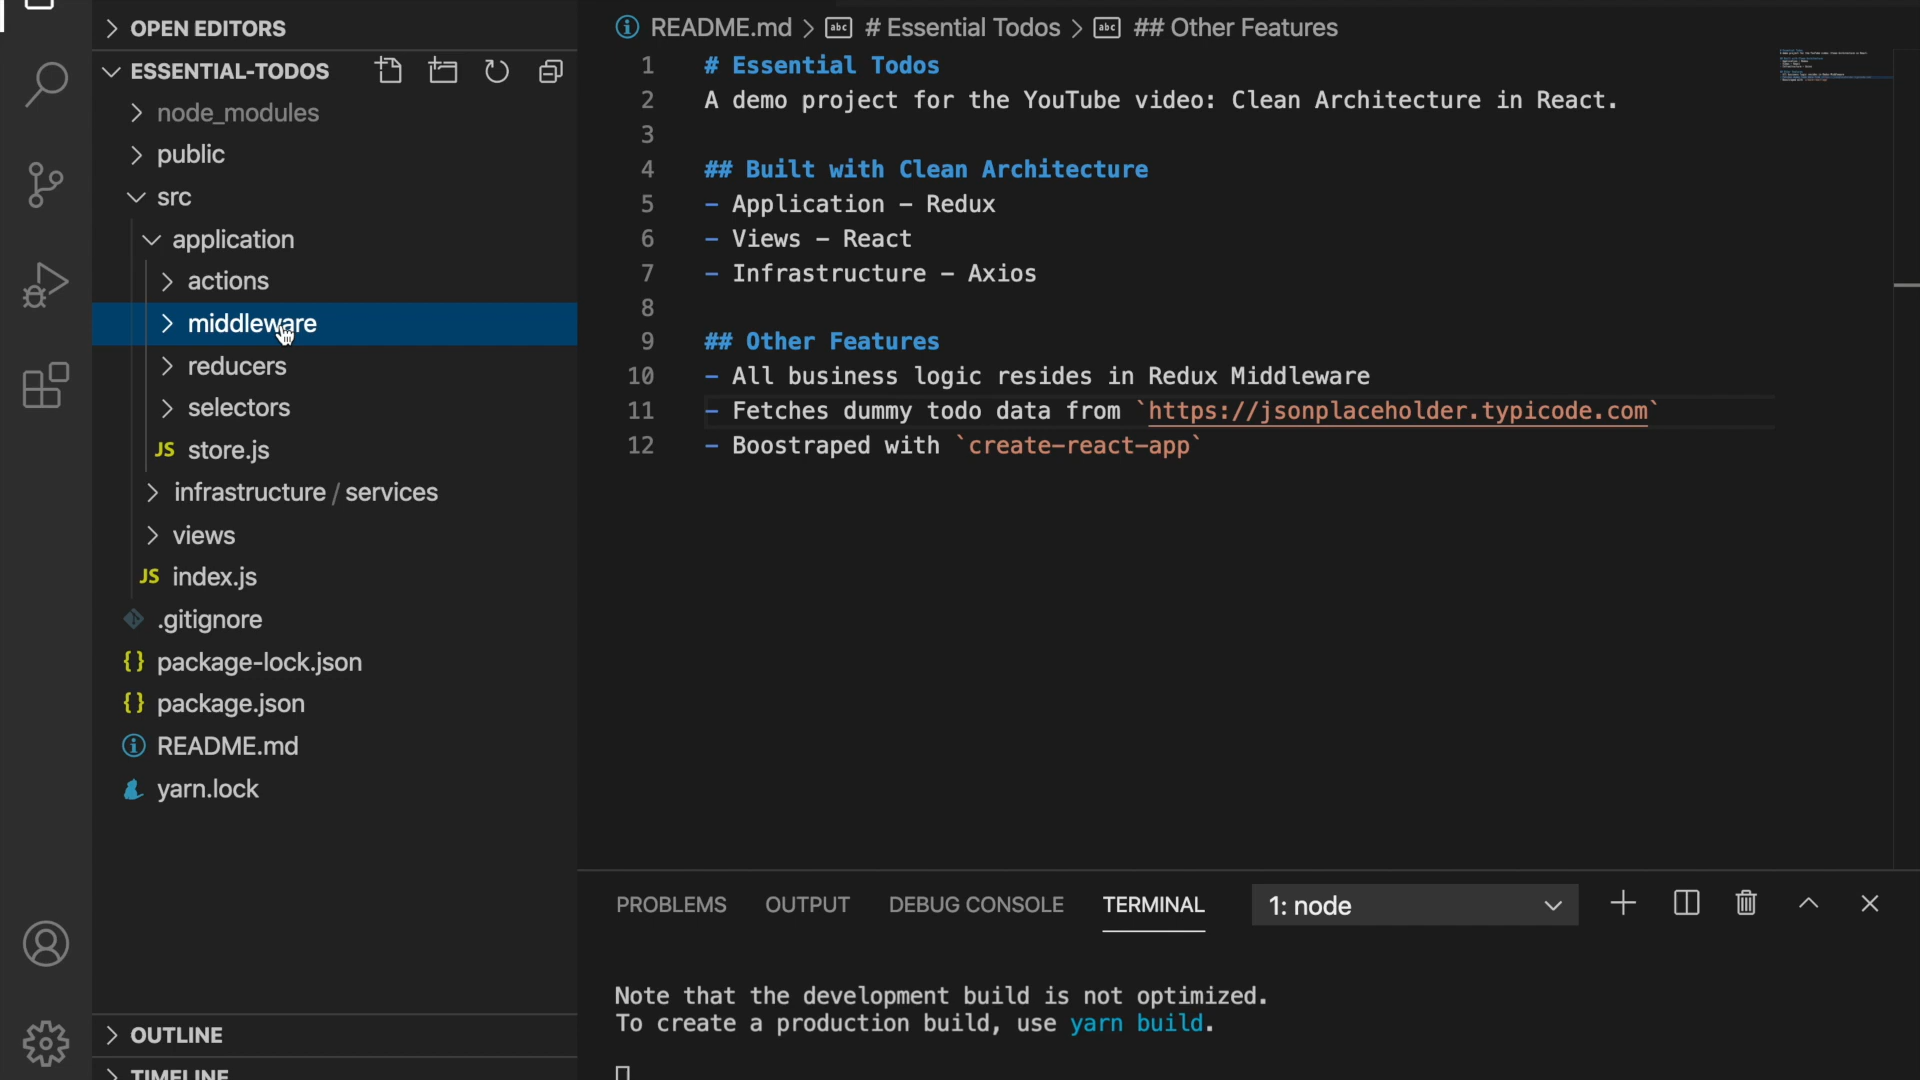 OPEN EDITORS
ESSENTIAL-TODOS
node_modules
public
src
application
actions
middleware
reducers
selectors
JS store.js
infrastructure / services
views
JS index.js
.gitignore
{} package-lock.json
{} package.json
README.md
yarn.lock
OUTLINE
TIMELINE
README.md > abc # Essential Todos > abc ## Other Features
1 # Essential Todos
2 A demo project for the YouTube video: Clean Architecture in React.
3
4 ## Built with Clean Architecture
5 - Application - Redux
6 - Views - React
7 - Infrastructure - Axios
8
9 ## Other Features
10 - All business logic resides in Redux Middleware
11 - Fetches dummy todo data from `https://jsonplaceholder.typicode.com`
12 - Boostraped with `create-react-app`
PROBLEMS OUTPUT DEBUG CONSOLE TERMINAL 1: node
Note that the development build is not optimized.
To create a production build, use yarn build.